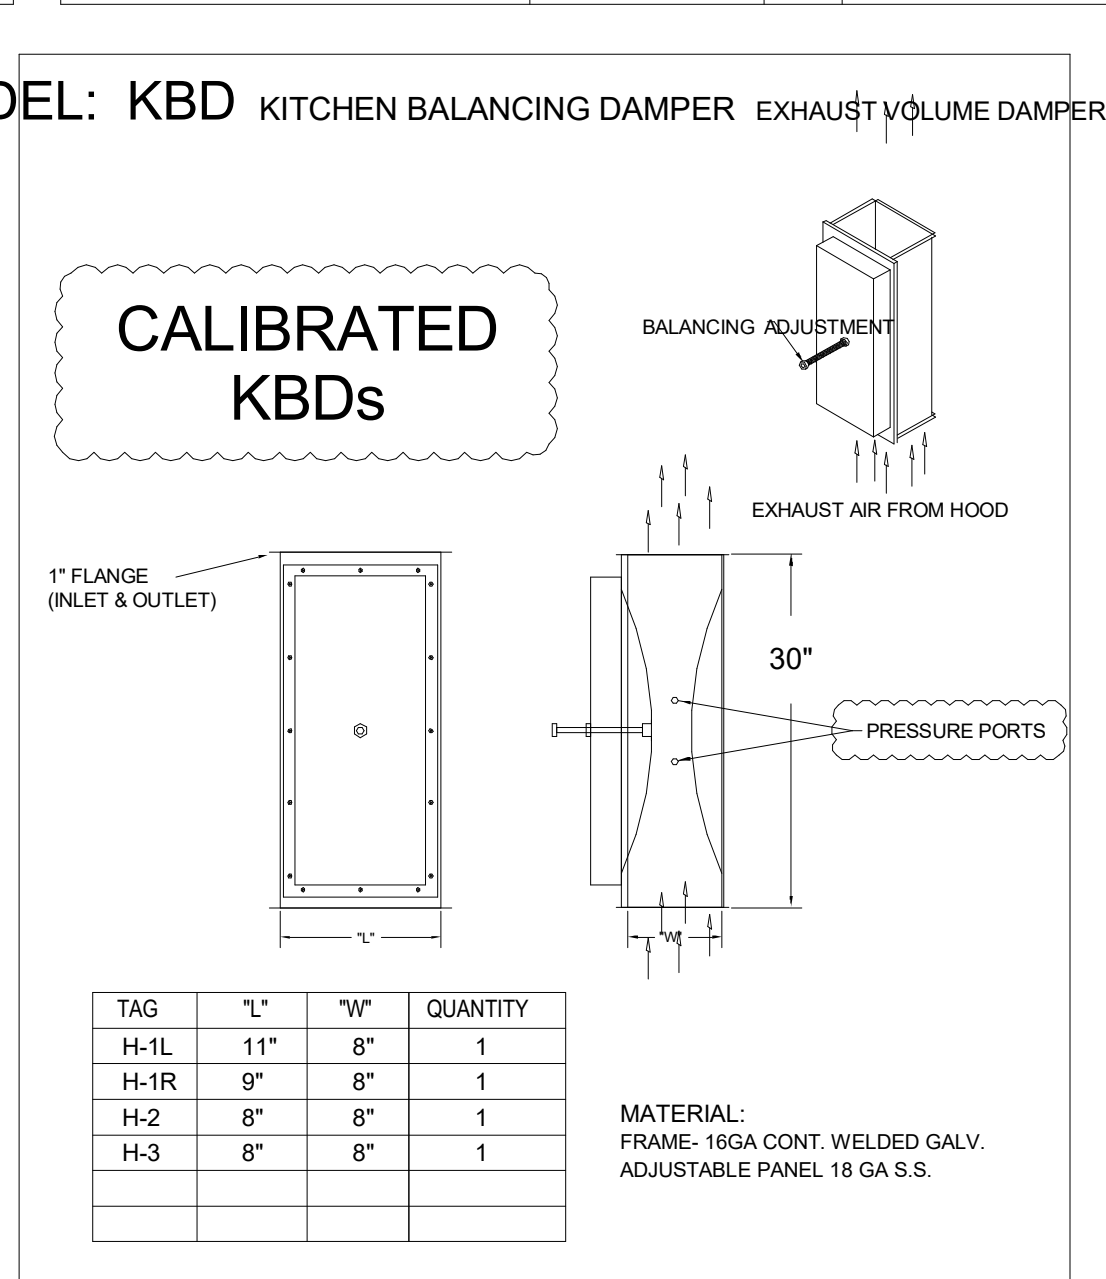 DEL: KBD KITCHEN BALANCING DAMPER EXHAUST VOLUME DAMPER
CALIBRATED
KBDs
BALANCING ADJUSTMENT
EXHAUST AIR FROM HOOD
1" FLANGE
(INLET & OUTLET)
30"
PRESSURE PORTS
"L"
"W"
TAG "L" "W" QUANTITY
H-1L 11" 8" 1
H-1R 9" 8" 1
H-2 8" 8" 1
H-3 8" 8" 1
MATERIAL:
FRAME- 16GA CONT. WELDED GALV.
ADJUSTABLE PANEL 18 GA S.S.